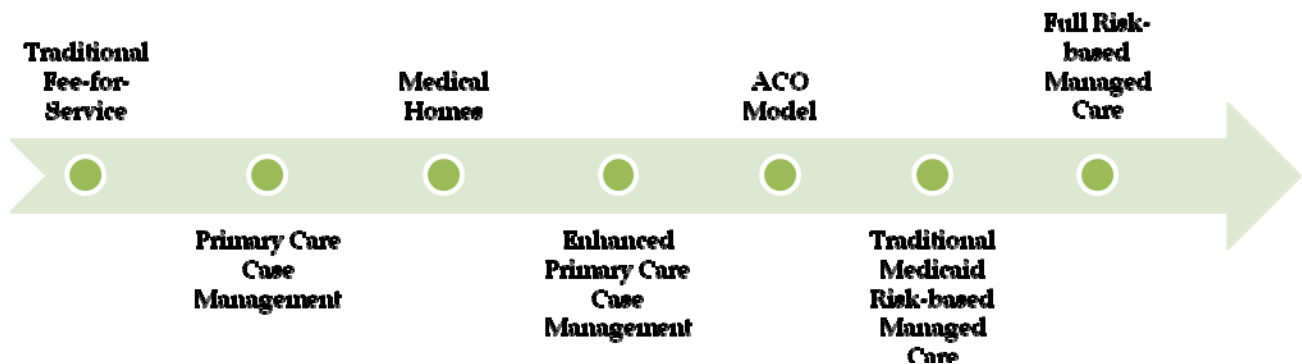 Traditional
Fee-for-
Service
Primary Care
Case
Management
Medical
Homes
Enhanced
Primary Care
Case
Management
ACO
Model
Traditional
Medicaid
Risk-based
Managed
Care
Full Risk-
based
Managed
Care